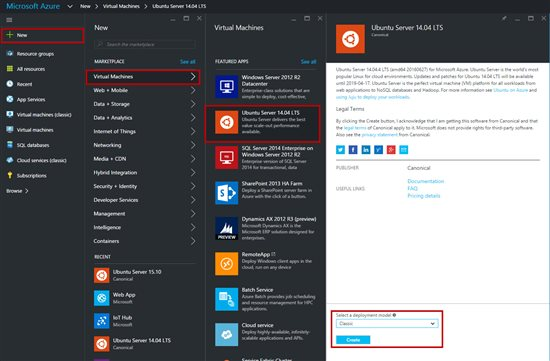 Microsoft Azure New > Virtual Machines > Ubuntu Server 14.04 LTS
New
Resource groups
All resources
Recent
App Services
Virtual machines (classic)
Virtual machines
SQL databases
Cloud services (classic)
Subscriptions
Browse >
New
Search the marketplace
MARKETPLACE See all
Virtual Machines
Web + Mobile
Data + Storage
Data + Analytics
Internet of Things
Networking
Media + CDN
Hybrid Integration
Security + Identity
Developer Services
Management
Intelligence
Containers
RECENT
Ubuntu Server 15.10
Canonical
Web App
Microsoft
IoT Hub
Microsoft
Ubuntu Server 14.04 LTS
Canonical
Virtual Machines
FEATURED APPS See all
Windows Server 2012 R2
Datacenter
Enterprise-class solutions that
are simple to deploy, cost-effective,
Ubuntu Server 14.04 LTS
Ubuntu Server delivers the best
value scale-out performance
available.
SQL Server 2014 Enterprise on
Windows Server 2012 R2
Enterprise version of SQL Server
2014 for transactional, data
SharePoint 2013 HA Farm
Deploy a SharePoint server farm in
Azure with the click of a button.
PREVIEW
Dynamics AX 2012 R3 (preview)
Microsoft Dynamics AX is the
Microsoft ERP solution designed for
enterprises.
RemoteApp
Deploy Windows client apps in the
cloud, run on any device
Batch Service
Azure Batch provides job scheduling
and resource management for HPC
applications.
Cloud service
Deploy highly-available, infinitely-
scalable applications and APIs
Service Fabric Cluster
Ubuntu Server 14.04 LTS
Canonical
Ubuntu Server 14.04.4 LTS (amd64 20160627) for Microsoft Azure. Ubuntu Server is the world's most
popular Linux for cloud environments. Updates and patches for Ubuntu 14.04 LTS will be available
until 2019-04-17. Ubuntu Server is the perfect virtual machine (VM) platform for all workloads from
web applications to NoSQL databases and Hadoop. For more information see Ubuntu on Azure and
using Juju to deploy your workloads.
Legal Terms
By clicking the Create button, I acknowledge that I am getting this software from Canonical and that
the legal terms of Canonical apply to it. Microsoft does not provide rights for third-party software.
Also see the privacy statement from Canonical.
PUBLISHER Canonical
USEFUL LINKS Documentation
FAQ
Pricing details
Select a deployment model
Classic
Create